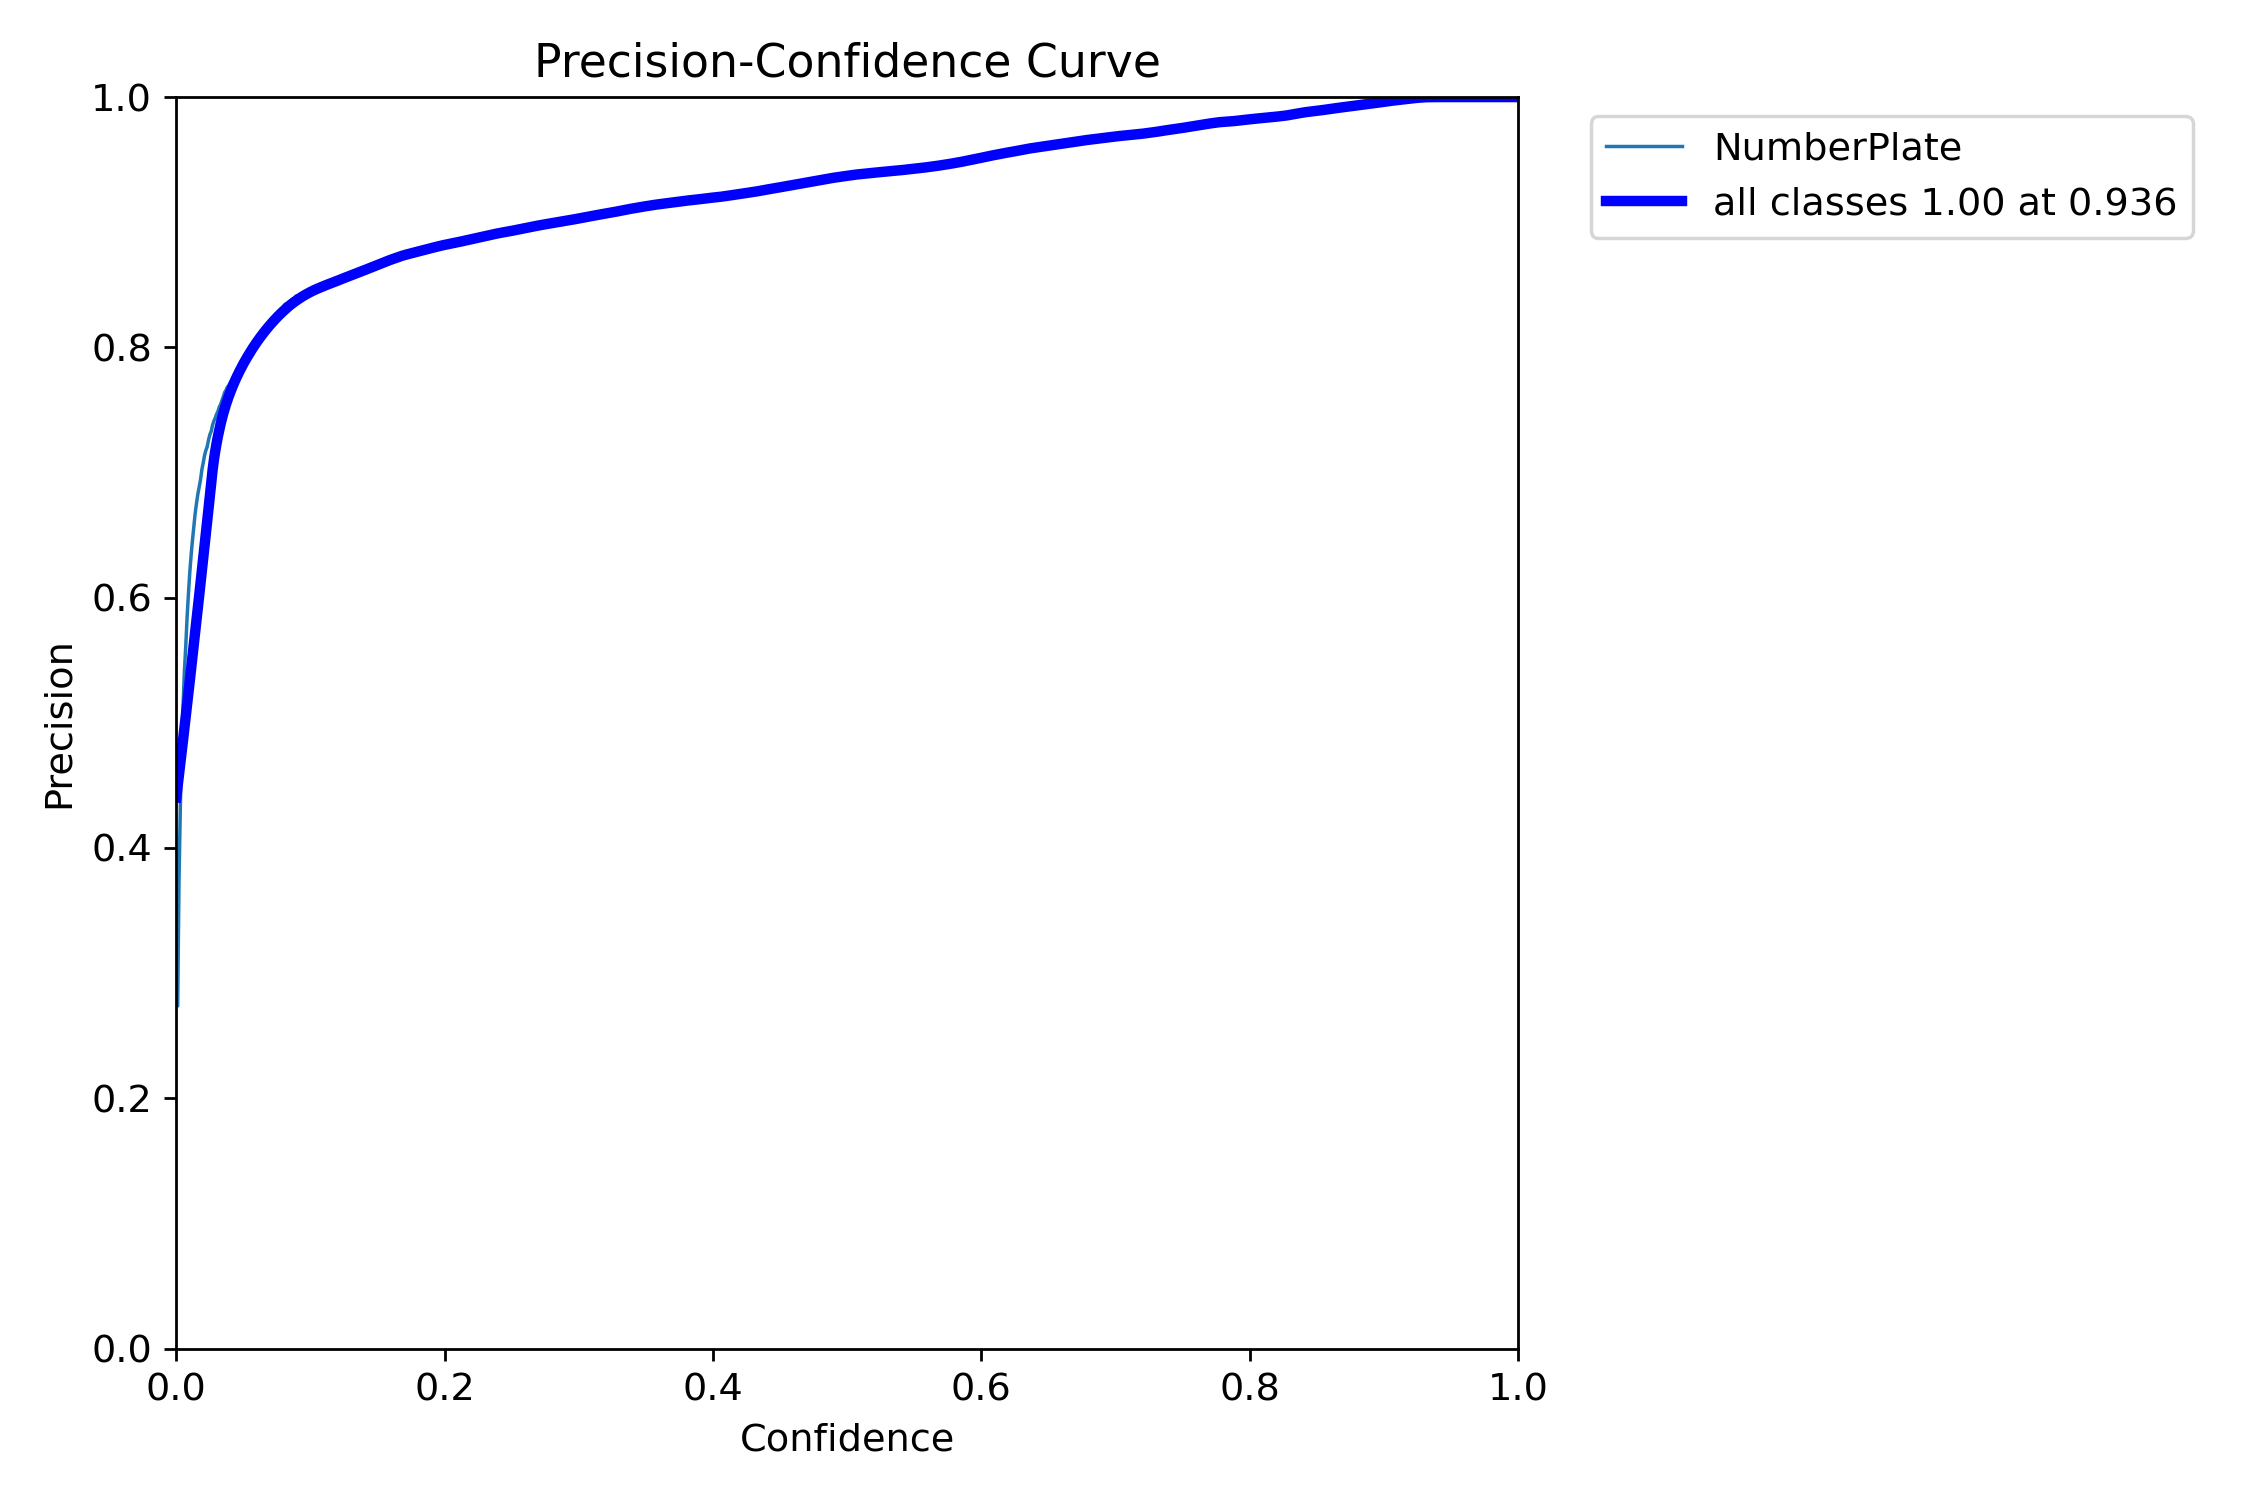 Precision-Confidence Curve
1.0
0.8
0.6
0.4
0.2
0.0
Precision
0.0 0.2 0.4 0.6 0.8 1.0
Confidence
NumberPlate
all classes 1.00 at 0.936